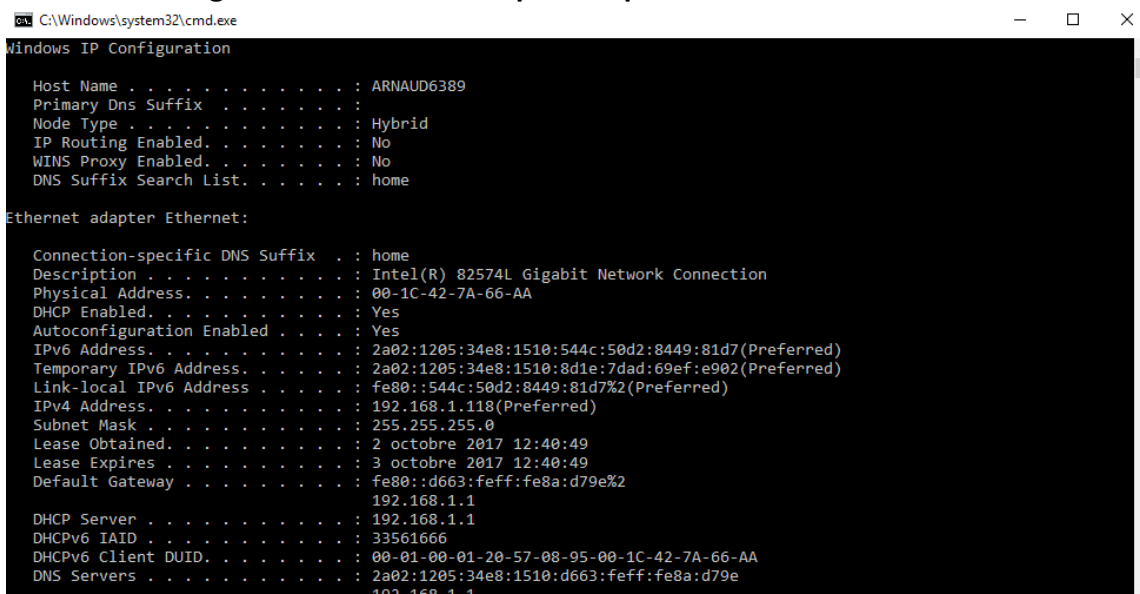 C:\Windows\system32\cmd.exe
Windows IP Configuration
Host Name . . . . . . . . . . . . : ARNAUD6389
Primary Dns Suffix  . . . . . . . :
Node Type . . . . . . . . . . . . : Hybrid
IP Routing Enabled. . . . . . . . : No
WINS Proxy Enabled. . . . . . . . : No
DNS Suffix Search List. . . . . . : home
Ethernet adapter Ethernet:
Connection-specific DNS Suffix  . : home
Description . . . . . . . . . . . : Intel(R) 82574L Gigabit Network Connection
Physical Address. . . . . . . . . : 00-1C-42-7A-66-AA
DHCP Enabled. . . . . . . . . . . : Yes
Autoconfiguration Enabled . . . . : Yes
IPv6 Address. . . . . . . . . . . : 2a02:1205:34e8:1510:544c:50d2:8449:81d7(Preferred)
Temporary IPv6 Address. . . . . . : 2a02:1205:34e8:1510:8d1e:7dad:69ef:e902(Preferred)
Link-local IPv6 Address . . . . . : fe80::544c:50d2:8449:81d7%2(Preferred)
IPv4 Address. . . . . . . . . . . : 192.168.1.118(Preferred)
Subnet Mask . . . . . . . . . . . : 255.255.255.0
Lease Obtained. . . . . . . . . . : 2 octobre 2017 12:40:49
Lease Expires . . . . . . . . . . : 3 octobre 2017 12:40:49
Default Gateway . . . . . . . . . : fe80::d663:feff:fe8a:d79e%2
192.168.1.1
DHCP Server . . . . . . . . . . . : 192.168.1.1
DHCPv6 IAID . . . . . . . . . . . : 33561666
DHCPv6 Client DUID. . . . . . . . : 00-01-00-01-20-57-08-95-00-1C-42-7A-66-AA
DNS Servers . . . . . . . . . . . : 2a02:1205:34e8:1510:d663:feff:fe8a:d79e
192.168.1.1